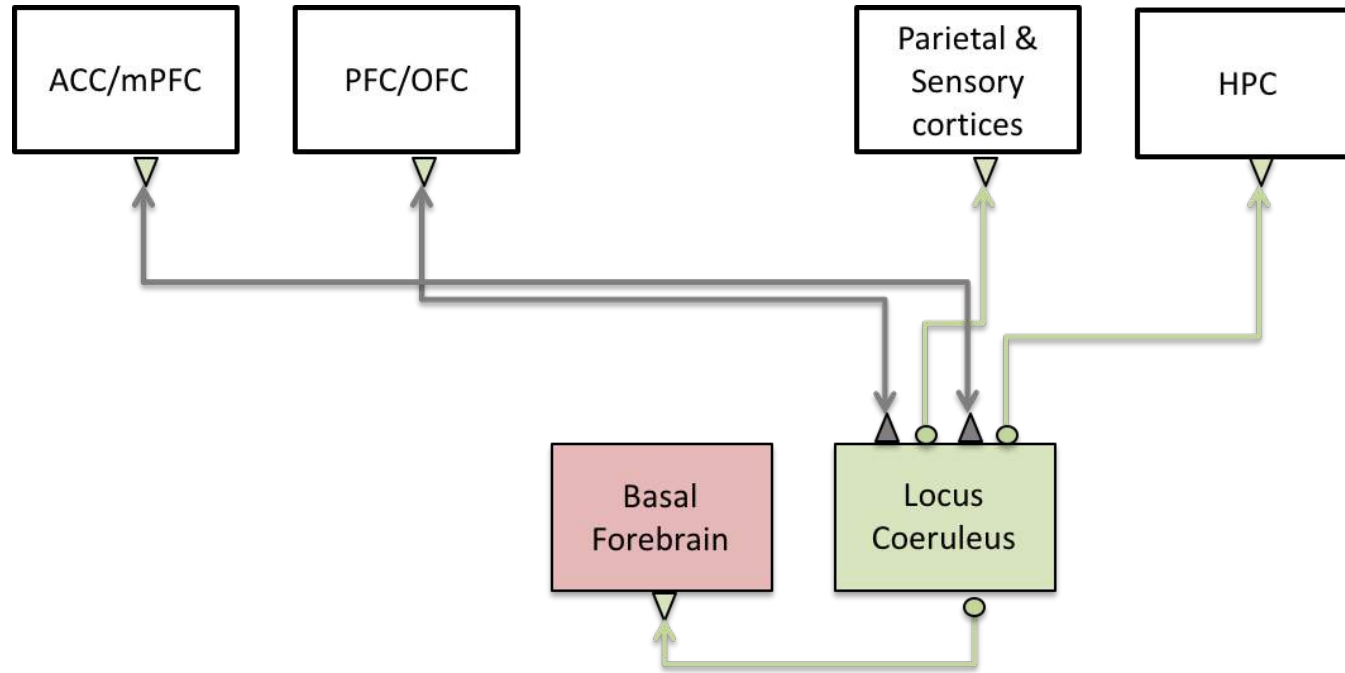 ACC/mPFC
PFC/OFC
Parietal &
Sensory
cortices
HPC
Basal
Forebrain
Locus
Coeruleus